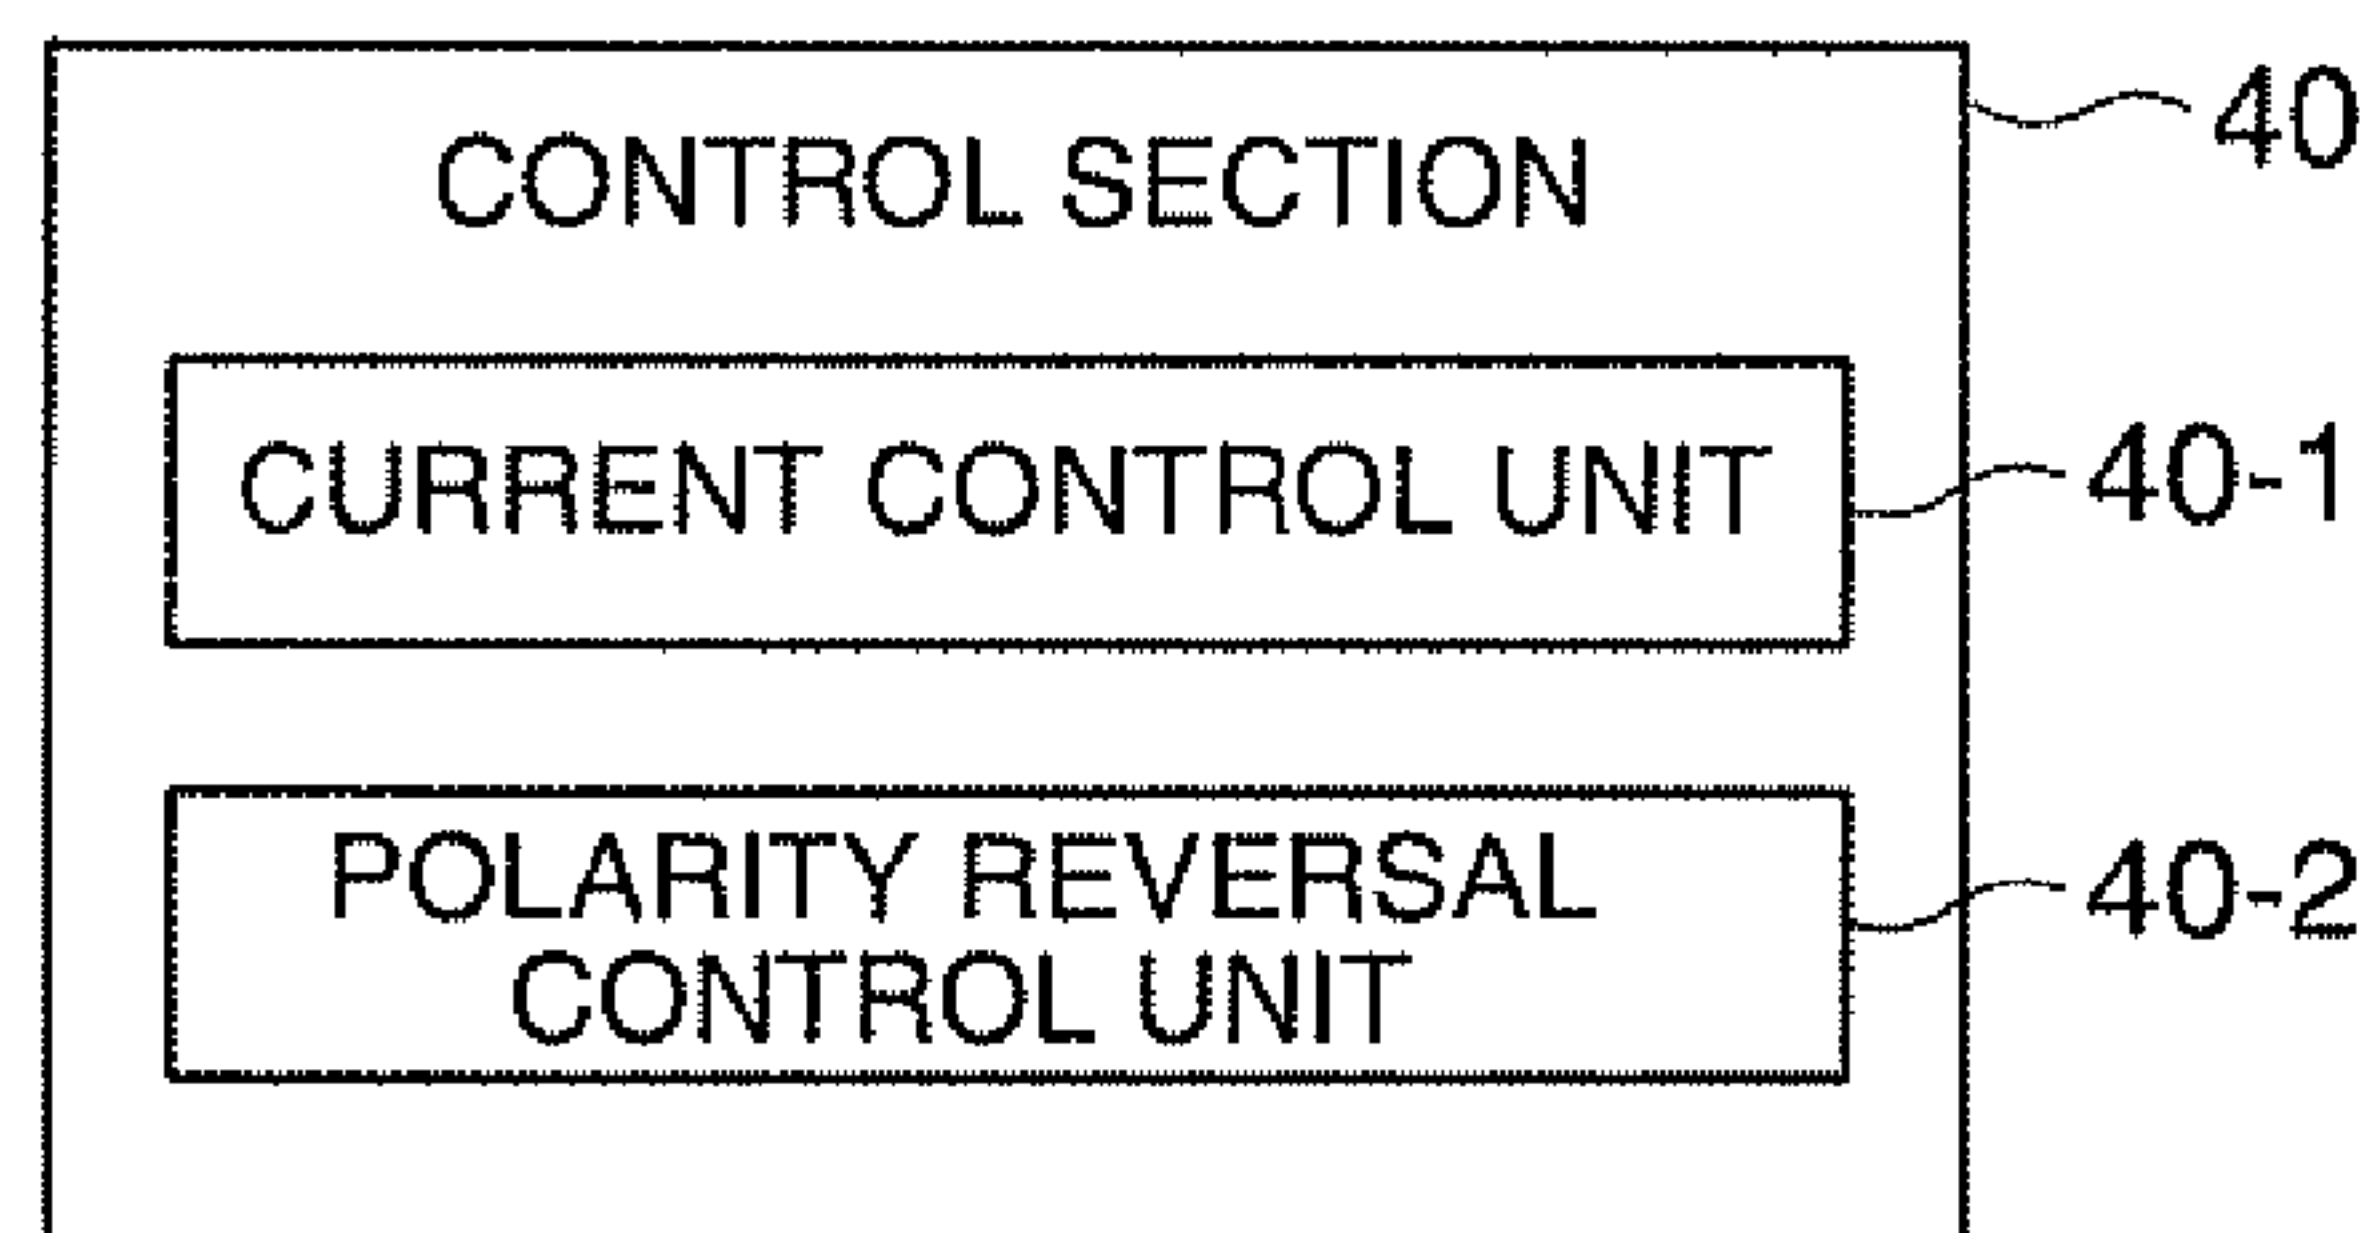 CONTROL SECTION
40
CURRENT CONTROL UNIT
40-1
POLARITY REVERSAL
CONTROL UNIT
40-2